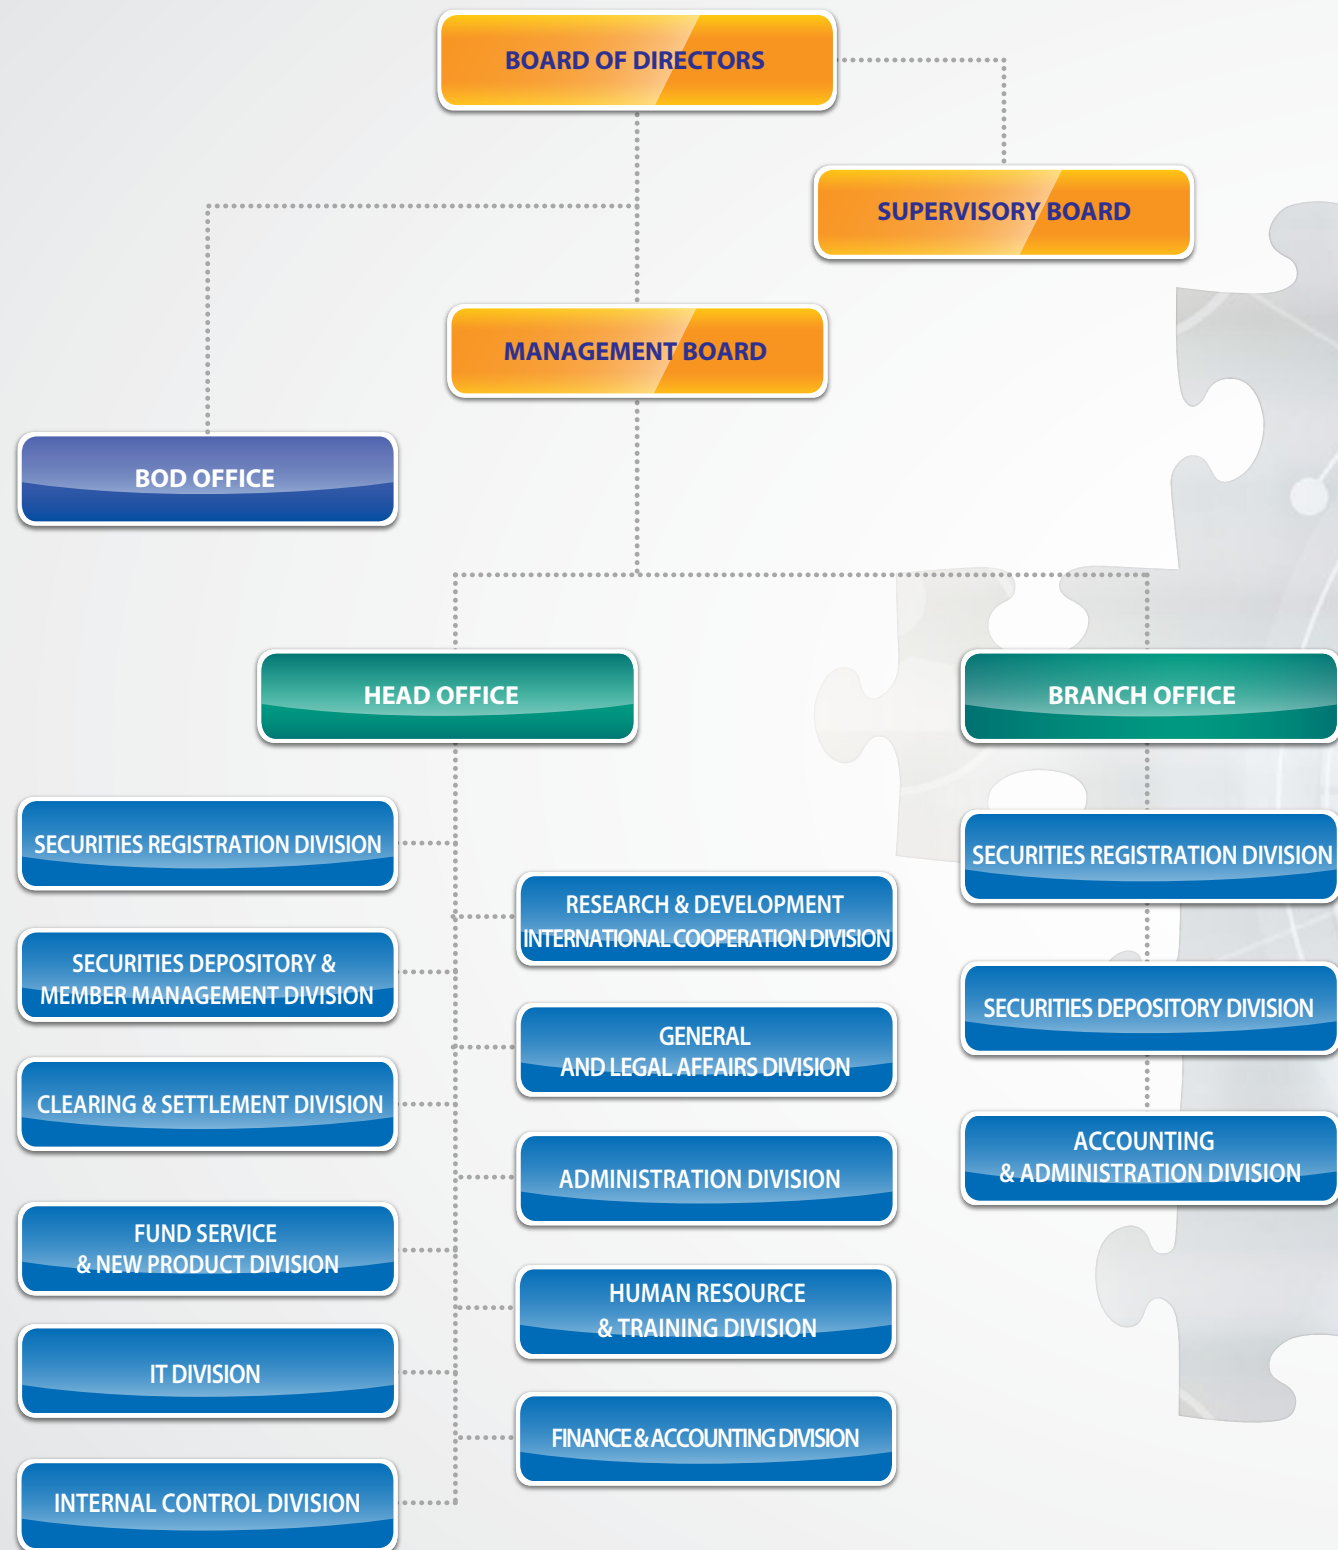 BOARD OF DIRECTORS
SUPERVISORY BOARD
MANAGEMENT BOARD
BOD OFFICE
HEAD OFFICE
BRANCH OFFICE
SECURITIES REGISTRATION DIVISION
SECURITIES DEPOSITORY &
MEMBER MANAGEMENT DIVISION
CLEARING & SETTLEMENT DIVISION
FUND SERVICE
& NEW PRODUCT DIVISION
IT DIVISION
INTERNAL CONTROL DIVISION
RESEARCH & DEVELOPMENT
INTERNATIONAL COOPERATION DIVISION
GENERAL
AND LEGAL AFFAIRS DIVISION
ADMINISTRATION DIVISION
HUMAN RESOURCE
& TRAINING DIVISION
FINANCE & ACCOUNTING DIVISION
SECURITIES REGISTRATION DIVISION
SECURITIES DEPOSITORY DIVISION
ACCOUNTING
& ADMINISTRATION DIVISION